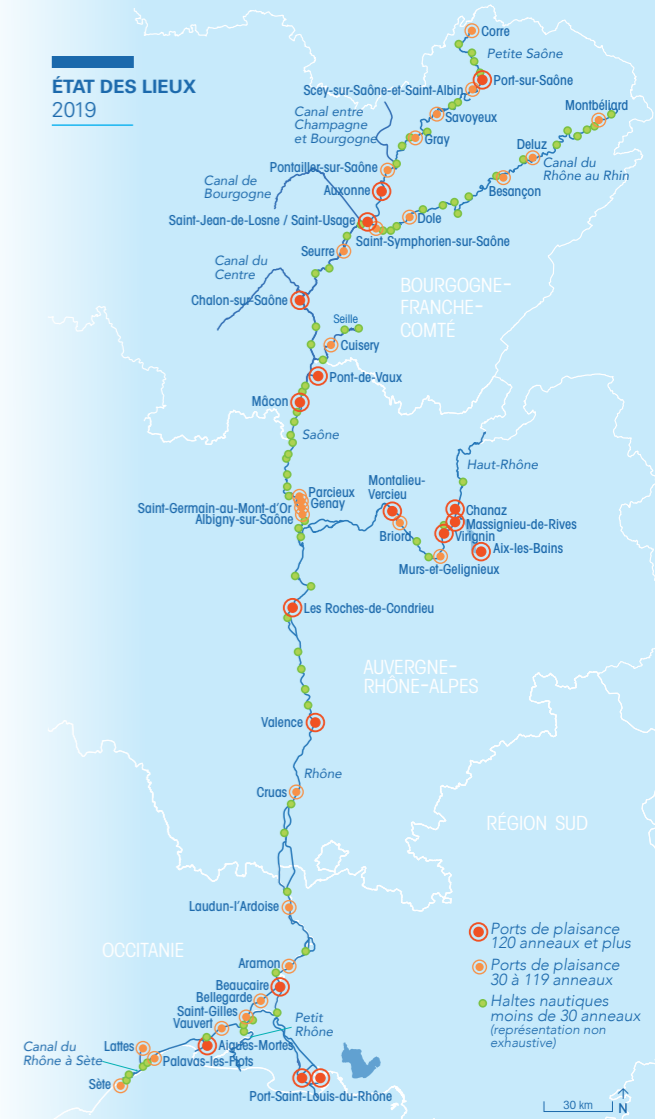 ÉTAT DES LIEUX
2019
Corre
Petite Saône
Port-sur-Saône
Scey-sur-Saône-et-Saint-Albin
Savoyeux
Montbéliard
Canal entre
Champagne
et Bourgogne
Gray
Deluz
Canal du
Rhône au Rhin
Pontailler-sur-Saône
Besançon
Canal de
Bourgogne
Auxonne
Saint-Jean-de-Losne / Saint-Usage
Dole
Saint-Symphorien-sur-Saône
Seurre
Canal du
Centre
Chalon-sur-Saône
BOURGOGNE-
FRANCHE-
COMTÉ
Seille
Cuisery
Pont-de-Vaux
Mâcon
Saône
Haut-Rhône
Parcieux
Genay
Saint-Germain-au-Mont-d'Or
Albigny-sur-Saône
Montalieu-
Vercieu
Briord
Chanaz
Massignieu-de-Rives
Virignin
Aix-les-Bains
Murs-et-Gelignieux
Les Roches-de-Condrieu
AUVERGNE-
RHÔNE-ALPES
Valence
Rhône
Cruas
RÉGION SUD
Laudun-l'Ardoise
OCCITANIE
Aramon
Beaucaire
Bellegarde
Saint-Gilles
Vauvert
Petit
Rhône
Canal du
Rhône à Sète
Lattes
Aigues-Mortes
Palavas-les-Flots
Sète
Port-Saint-Louis-du-Rhône
Ports de plaisance
120 anneaux et plus
Ports de plaisance
30 à 119 anneaux
Haltes nautiques
moins de 30 anneaux
(représentation non
exhaustive)
30 km
N